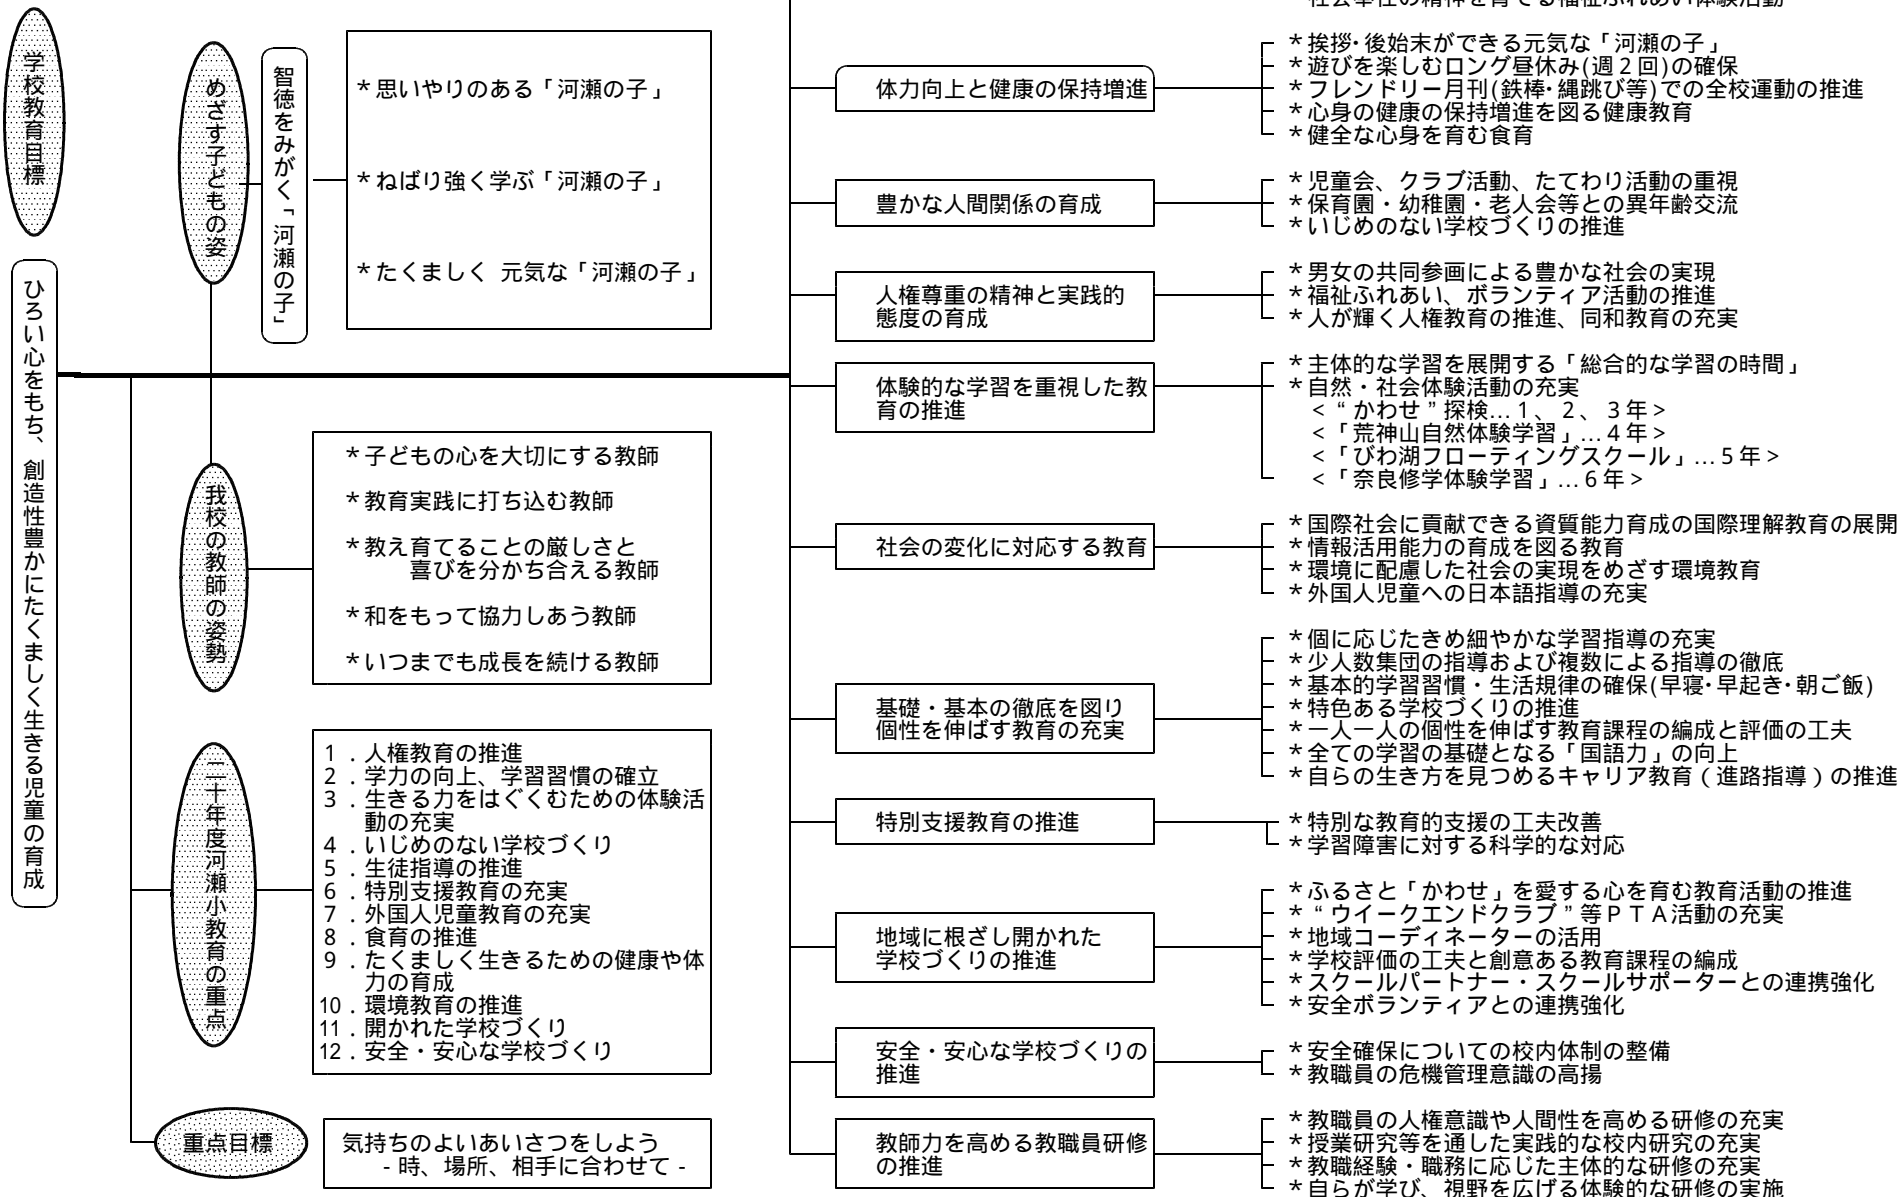 学校教育目標
ひろい心をもち、創造性豊かにたくましく生きる児童の育成
めざす子どもの姿
智徳をみがく「河瀬の子」
＊思いやりのある「河瀬の子」
＊ねばり強く学ぶ「河瀬の子」
＊たくましく 元気な「河瀬の子」
我校の教師の姿勢
＊子どもの心を大切にする教師
＊教育実践に打ち込む教師
＊教え育てることの厳しさと
喜びを分かち合える教師
＊和をもって協力しあう教師
＊いつまでも成長を続ける教師
二十年度河瀬小教育の重点
1．人権教育の推進
2．学力の向上、学習習慣の確立
3．生きる力をはぐくむための体験活
動の充実
4．いじめのない学校づくり
5．生徒指導の推進
6．特別支援教育の充実
7．外国人児童教育の充実
8．食育の推進
9．たくましく生きるための健康や体
力の育成
10．環境教育の推進
11．開かれた学校づくり
12．安全・安心な学校づくり
重点目標
気持ちのよいあいさつをしよう
- 時、場所、相手に合わせて -
社会奉仕の精神を育てる福祉ふれあい体験活動
体力向上と健康の保持増進
＊挨拶・後始末ができる元気な「河瀬の子」
＊遊びを楽しむロング昼休み(週２回)の確保
＊フレンドリー月刊(鉄棒・縄跳び等)での全校運動の推進
＊心身の健康の保持増進を図る健康教育
＊健全な心身を育む食育
豊かな人間関係の育成
＊児童会、クラブ活動、たてわり活動の重視
＊保育園・幼稚園・老人会等との異年齢交流
＊いじめのない学校づくりの推進
人権尊重の精神と実践的
態度の育成
＊男女の共同参画による豊かな社会の実現
＊福祉ふれあい、ボランティア活動の推進
＊人が輝く人権教育の推進、同和教育の充実
体験的な学習を重視した教
育の推進
＊主体的な学習を展開する「総合的な学習の時間」
＊自然・社会体験活動の充実
＜“かわせ”探検…１、２、３年＞
＜「荒神山自然体験学習」…４年＞
＜「びわ湖フローティングスクール」…５年＞
＜「奈良修学体験学習」…６年＞
社会の変化に対応する教育
＊国際社会に貢献できる資質能力育成の国際理解教育の展開
＊情報活用能力の育成を図る教育
＊環境に配慮した社会の実現をめざす環境教育
＊外国人児童への日本語指導の充実
基礎・基本の徹底を図り
個性を伸ばす教育の充実
＊個に応じたきめ細やかな学習指導の充実
＊少人数集団の指導および複数による指導の徹底
＊基本的学習習慣・生活規律の確保(早寝・早起き・朝ご飯)
＊特色ある学校づくりの推進
＊一人一人の個性を伸ばす教育課程の編成と評価の工夫
＊全ての学習の基礎となる「国語力」の向上
＊自らの生き方を見つめるキャリア教育（進路指導）の推進
特別支援教育の推進
＊特別な教育的支援の工夫改善
＊学習障害に対する科学的な対応
地域に根ざし開かれた
学校づくりの推進
＊ふるさと「かわせ」を愛する心を育む教育活動の推進
＊“ウイークエンドクラブ”等ＰＴＡ活動の充実
＊地域コーディネーターの活用
＊学校評価の工夫と創意ある教育課程の編成
＊スクールパートナー・スクールサポーターとの連携強化
＊安全ボランティアとの連携強化
安全・安心な学校づくりの
推進
＊安全確保についての校内体制の整備
＊教職員の危機管理意識の高揚
教師力を高める教職員研修
の推進
＊教職員の人権意識や人間性を高める研修の充実
＊授業研究等を通した実践的な校内研究の充実
＊教職経験・職務に応じた主体的な研修の充実
＊自らが学び、視野を広げる体験的な研修の実施